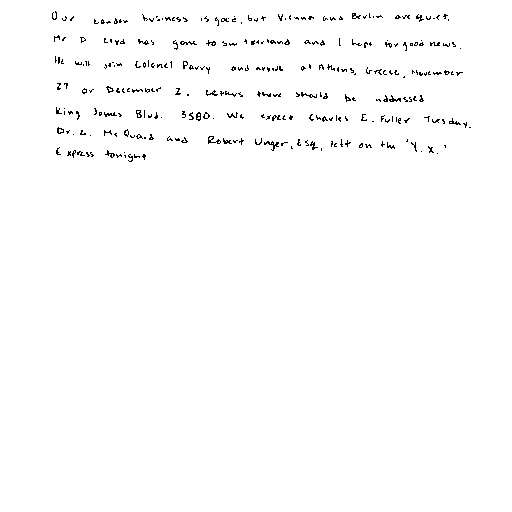 Our London business is good, but Vienna and Berlin are quiet.
Mr D Lloyd has gone to Switzerland and I hope for good news.
He will join Colonel Parry and arrive at Athens, Greece, November
27 or December 2. Letters there should be addressed
King James Blvd. 3580. We expect Charles E. Fuller Tuesday.
Dr. L. McQuaid and Robert Unger, Esq, left on the 'Y.X.'
Express tonight